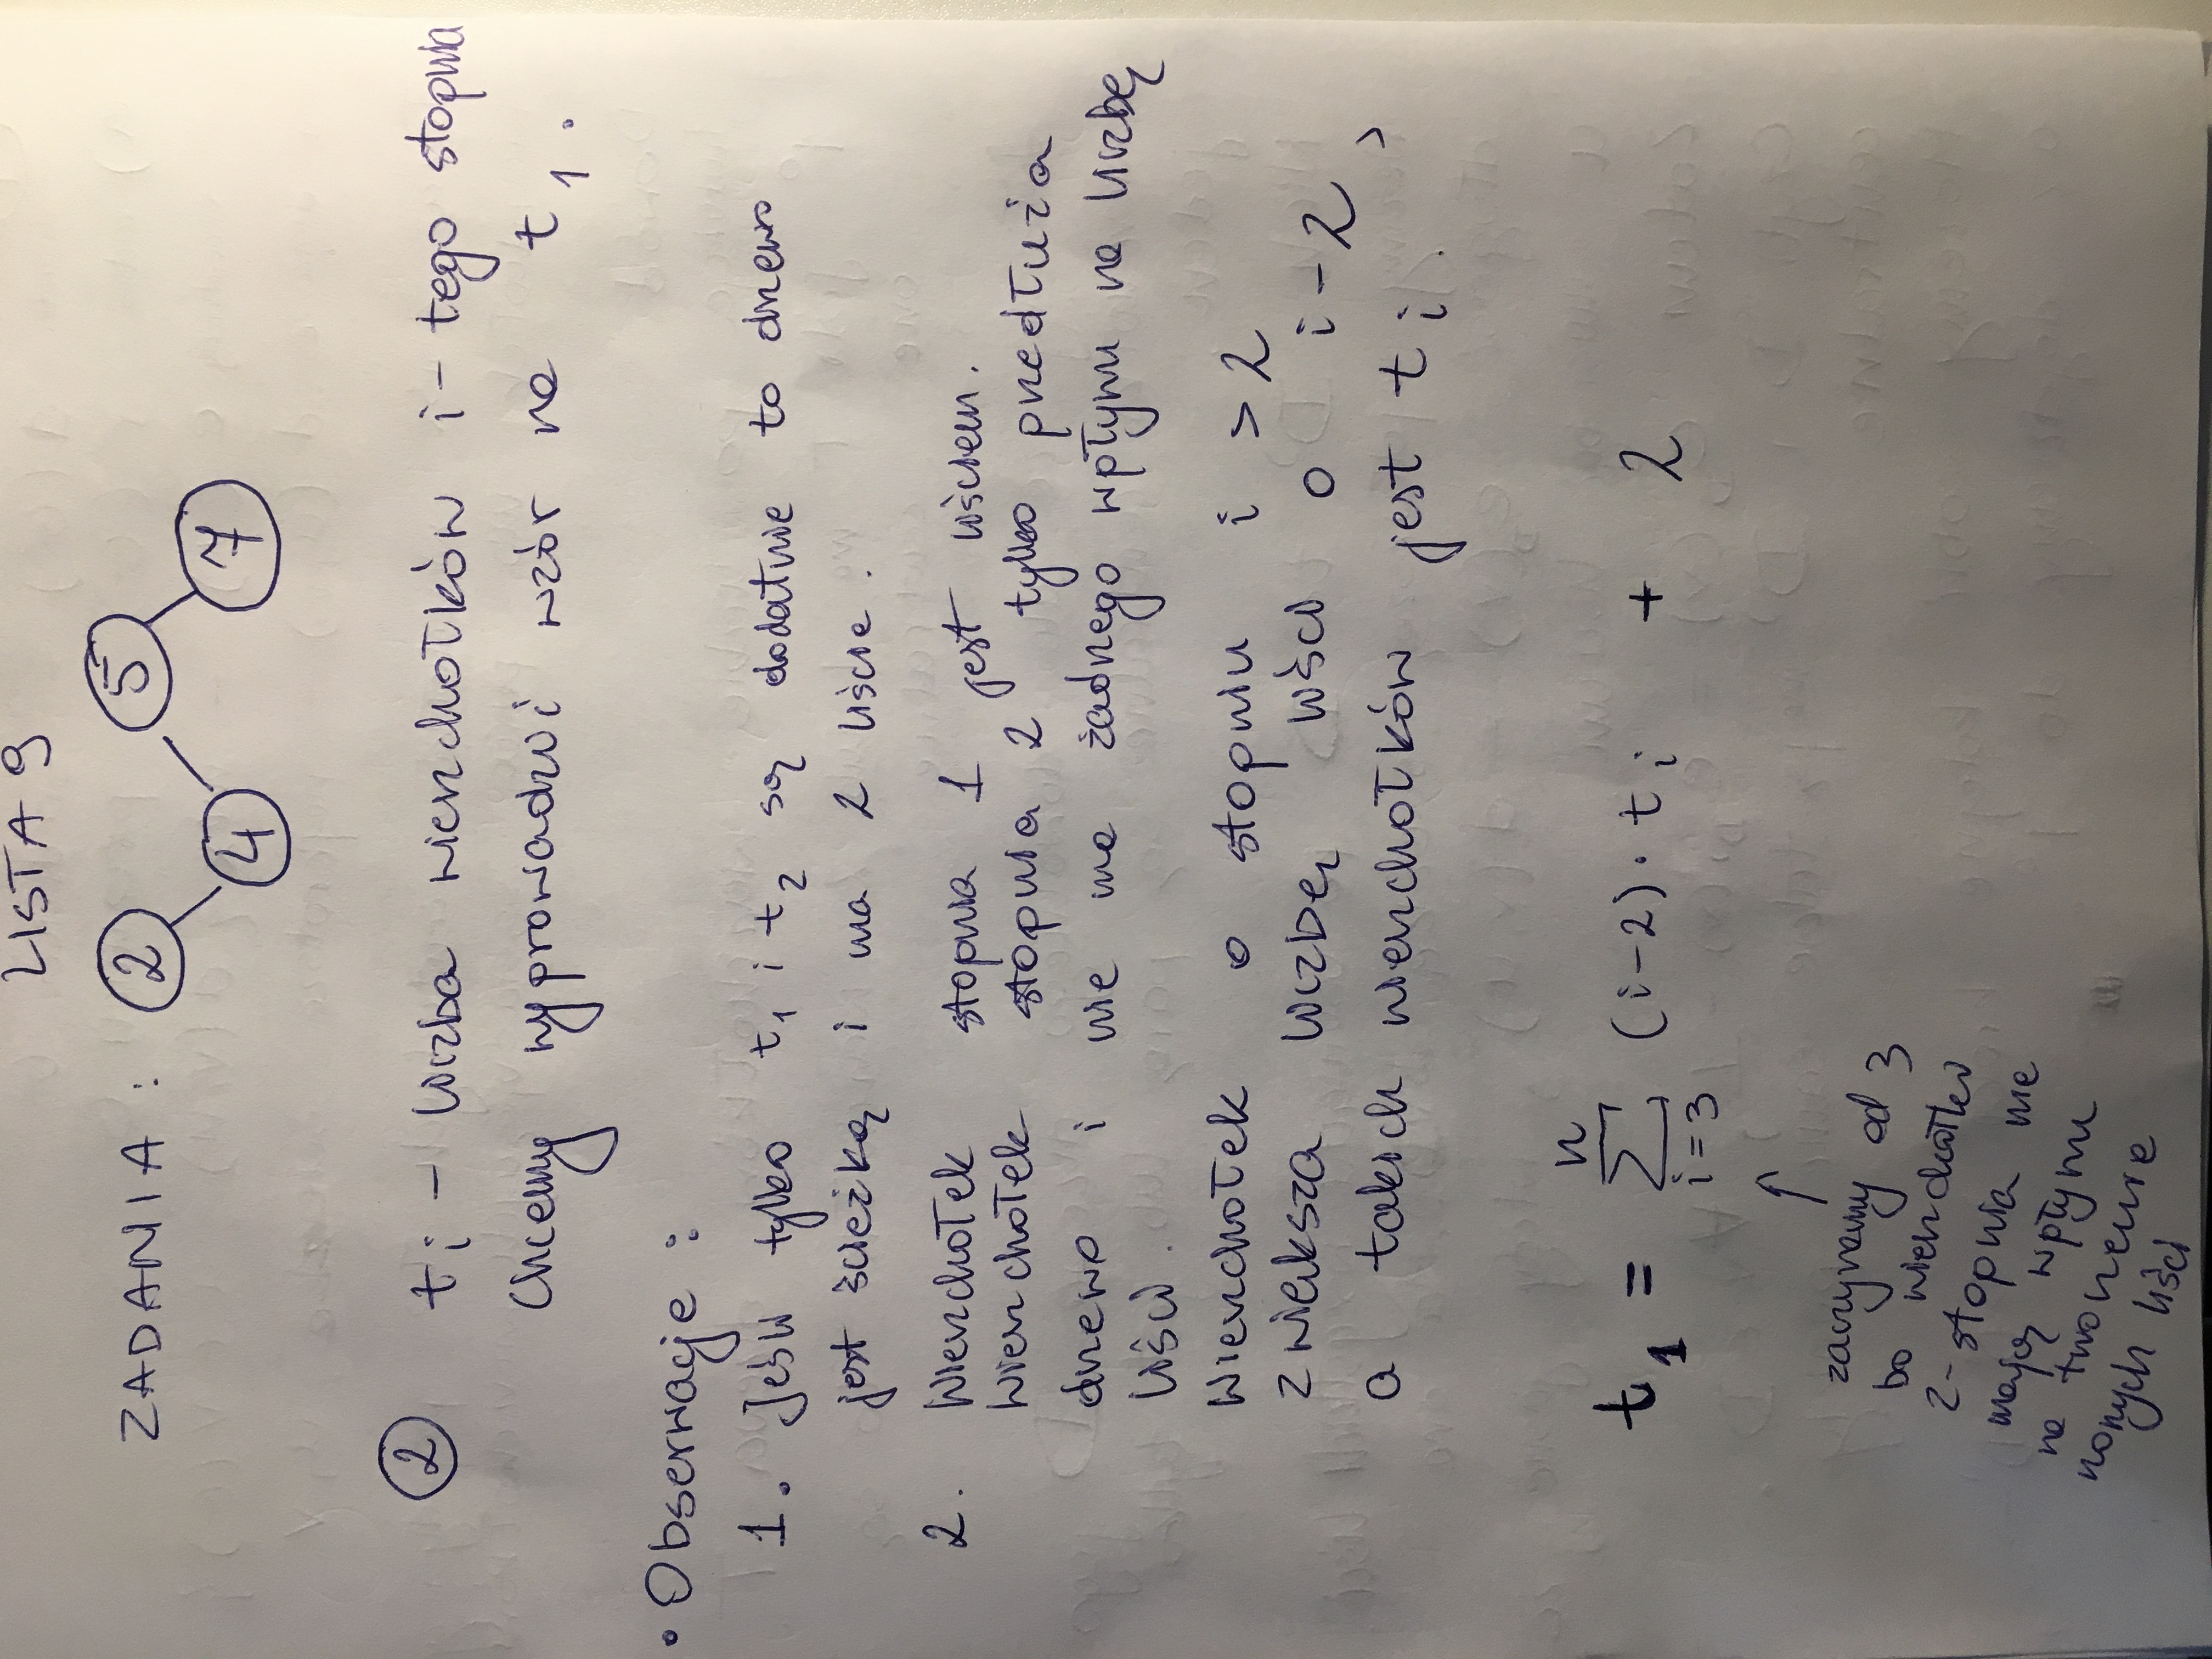 LISTA 9
ZADANIA : 2 4 5 7
2 t_i – liczba wierzchołków i-tego stopnia
Chcemy wyprowadzić wzór na t_1.
• Obserwacje :
1. Jeśli tylko t_1 i t_2 są dodatnie to drzewo
jest ścieżką i ma 2 liście.
2. Wierzchołek stopnia 1 jest liściem.
Wierzchołek stopnia 2 tylko przedłuża
drzewo i nie ma żadnego wpływu na liczbę
liści.
Wierzchołek o stopniu i > 2
zwiększa liczbę liści o i-2,
a takich wierzchołków jest t_i.
t_1 = \sum_{i=3}^{n} (i-2) · t_i + 2
↑
zaczynamy od 3
bo wierzchołki
2-stopnia nie
mają wpływu
na tworzenie
nowych liści